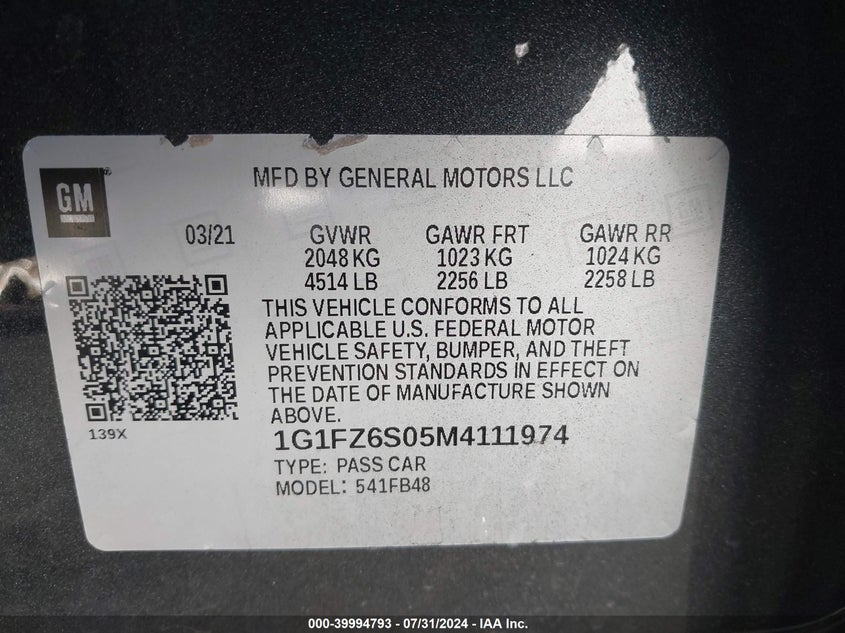 GM
MFD BY GENERAL MOTORS LLC
03/21 GVWR GAWR FRT GAWR RR
2048 KG 1023 KG 1024 KG
4514 LB 2256 LB 2258 LB
THIS VEHICLE CONFORMS TO ALL
APPLICABLE U.S. FEDERAL MOTOR
VEHICLE SAFETY, BUMPER, AND THEFT
PREVENTION STANDARDS IN EFFECT ON
THE DATE OF MANUFACTURE SHOWN
ABOVE.
139X
1G1FZ6S05M4111974
TYPE: PASS CAR
MODEL: 541FB48
000-39994793 - 07/31/2024 - IAA Inc.